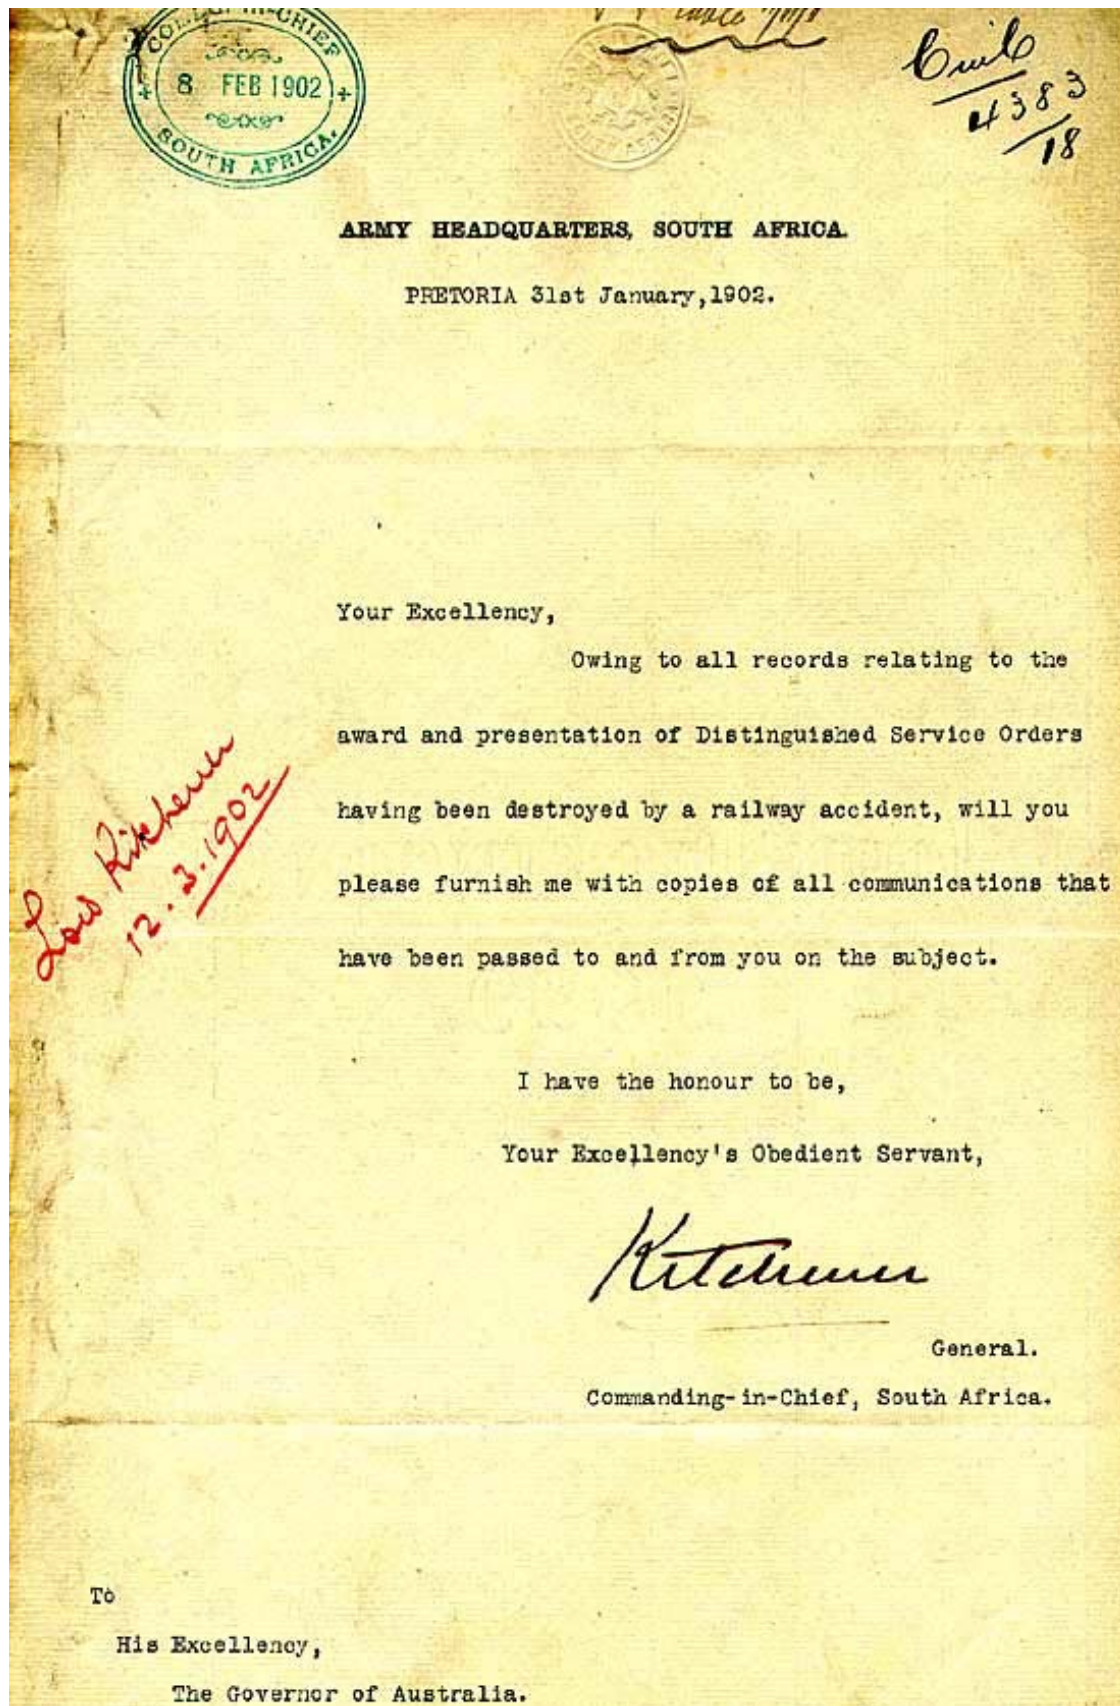 -IN-CHIEF
8 FEB 1902
SOUTH AFRICA.
Civil
4383
18
ARMY HEADQUARTERS, SOUTH AFRICA.
PRETORIA 31st January,1902.
Your Excellency,
Owing to all records relating to the
award and presentation of Distinguished Service Orders
having been destroyed by a railway accident, will you
please furnish me with copies of all communications that
have been passed to and from you on the subject.
Lord Kitchener
12.3.1902
I have the honour to be,
Your Excellency's Obedient Servant,
Kitchener
General.
Commanding-in-Chief, South Africa.
To
His Excellency,
The Governor of Australia.